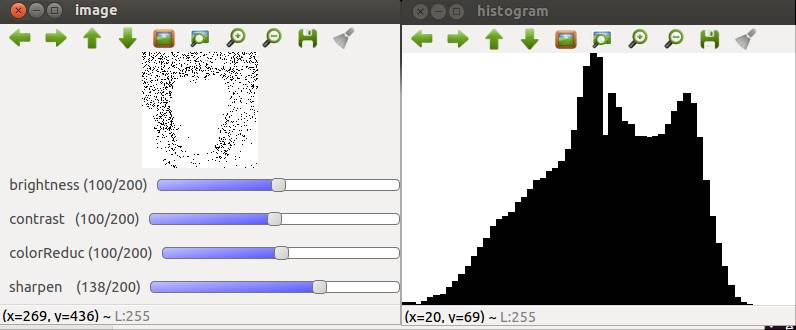 image
histogram
brightness (100/200)
contrast (100/200)
colorReduc (100/200)
sharpen (138/200)
(x=269, y=436) ~ L:255
(x=20, y=69) ~ L:255